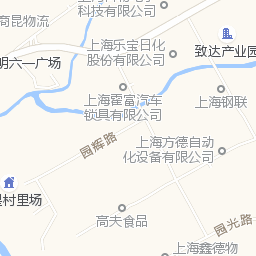 科技有限公司
商昆物流
上海乐宝日化
股份有限公司
致达产业园
明六一广场
上海霍富汽车
锁具有限公司
上海钢联
园辉路
上海方德自动
化设备有限公司
里村里场
高夫食品
园光路
上海鑫德物